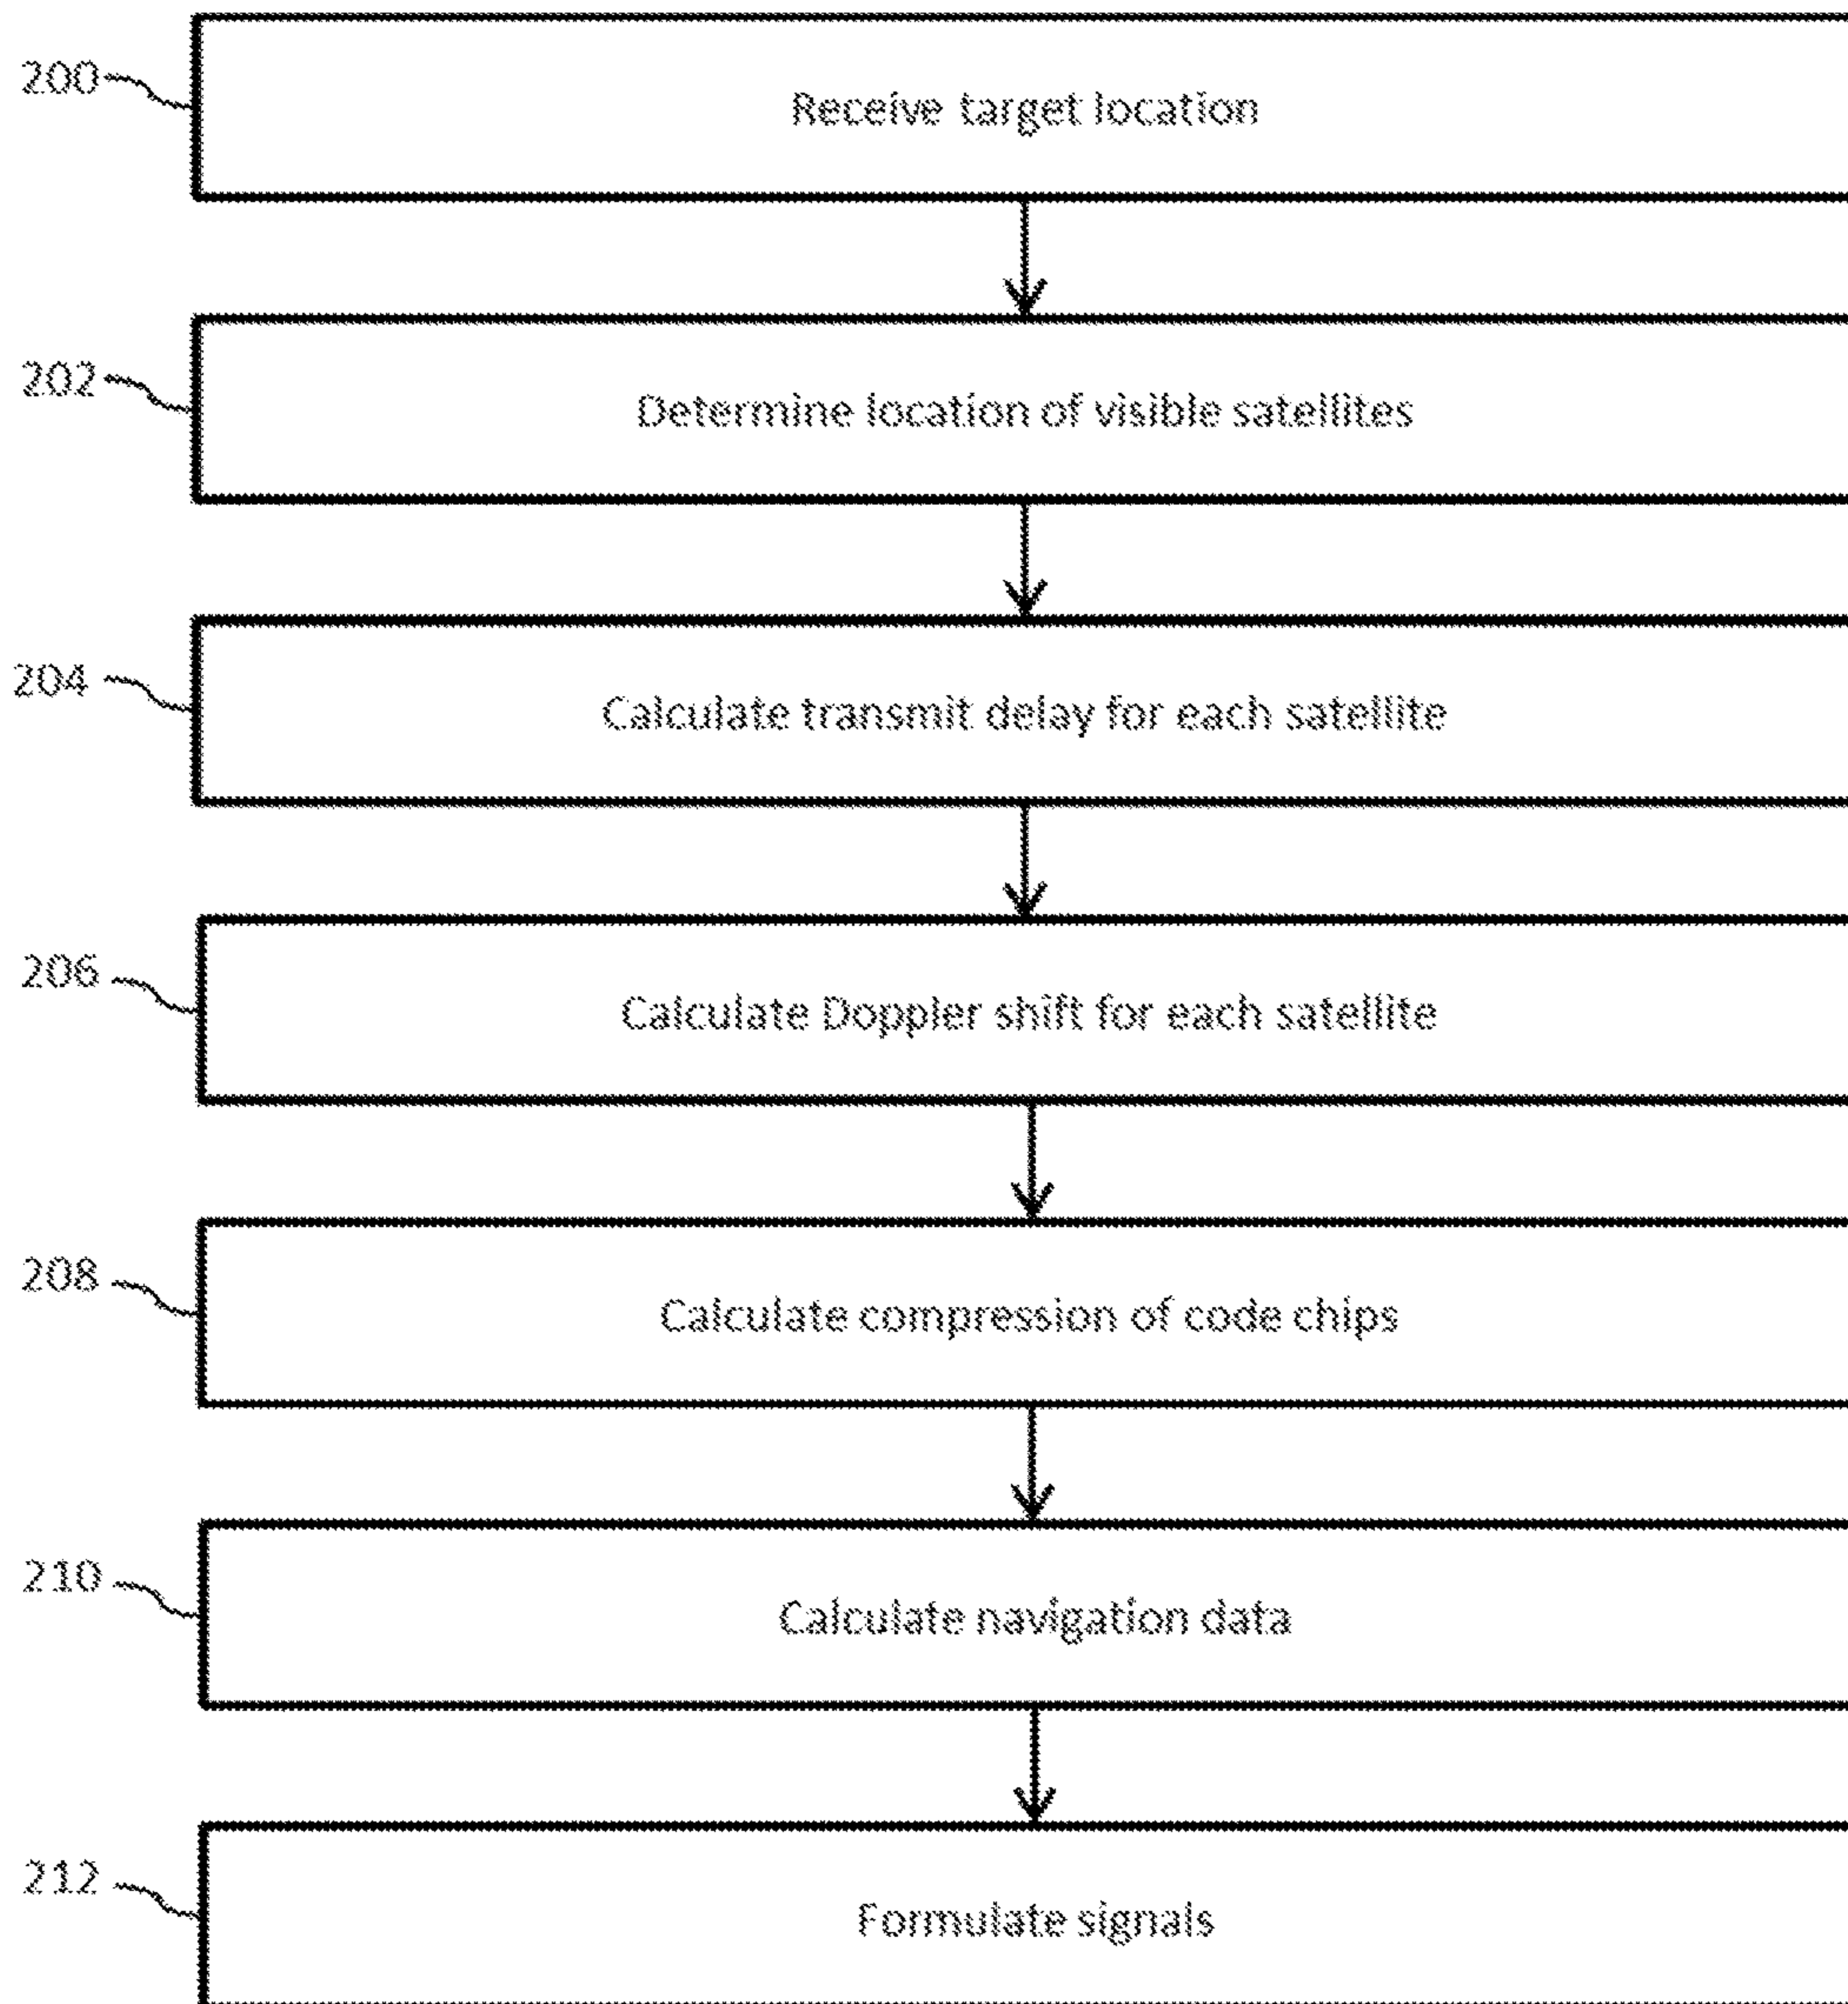 200
Receive target location
202
Determine location of visible satellites
204
Calculate transmit delay for each satellite
206
Calculate Doppler shift for each satellite
208
Calculate compression of code chips
210
Calculate navigation data
212
Formulate signals